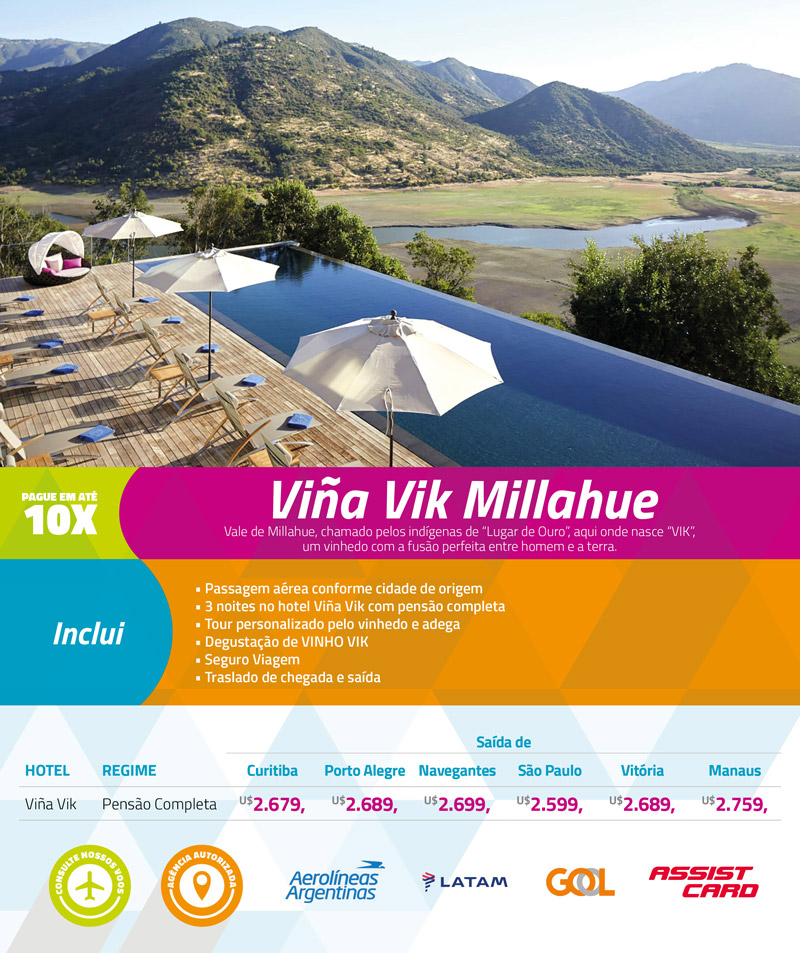 PAGUE EM ATÉ
10X
Viña Vik Millahue
Vale de Millahue, chamado pelos indígenas de “Lugar de Ouro”, aqui onde nasce “VIK”,
um vinhedo com a fusão perfeita entre homem e a terra.
Inclui
• Passagem aérea conforme cidade de origem
• 3 noites no hotel Viña Vik com pensão completa
• Tour personalizado pelo vinhedo e adega
• Degustação de VINHO VIK
• Seguro Viagem
• Traslado de chegada e saída
Saída de
HOTEL REGIME Curitiba Porto Alegre Navegantes São Paulo Vitória Manaus
Viña Vik Pensão Completa U$2.679, U$2.689, U$2.699, U$2.599, U$2.689, U$2.759,
CONSULTE NOSSOS VOOS
AGÊNCIA AUTORIZADA
Aerolíneas
Argentinas
LATAM
GOL
ASSIST
CARD